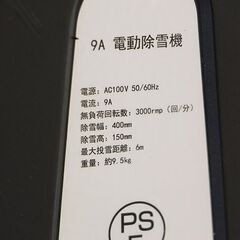 9A 電動除雪機
電源: AC100V 50/60Hz
電流: 9A
無負荷回転数: 3000rmp (回/分)
除雪幅: 400mm
除雪高: 150mm
最大投雪距離: 6m
重量: 約9.5kg
PS
E